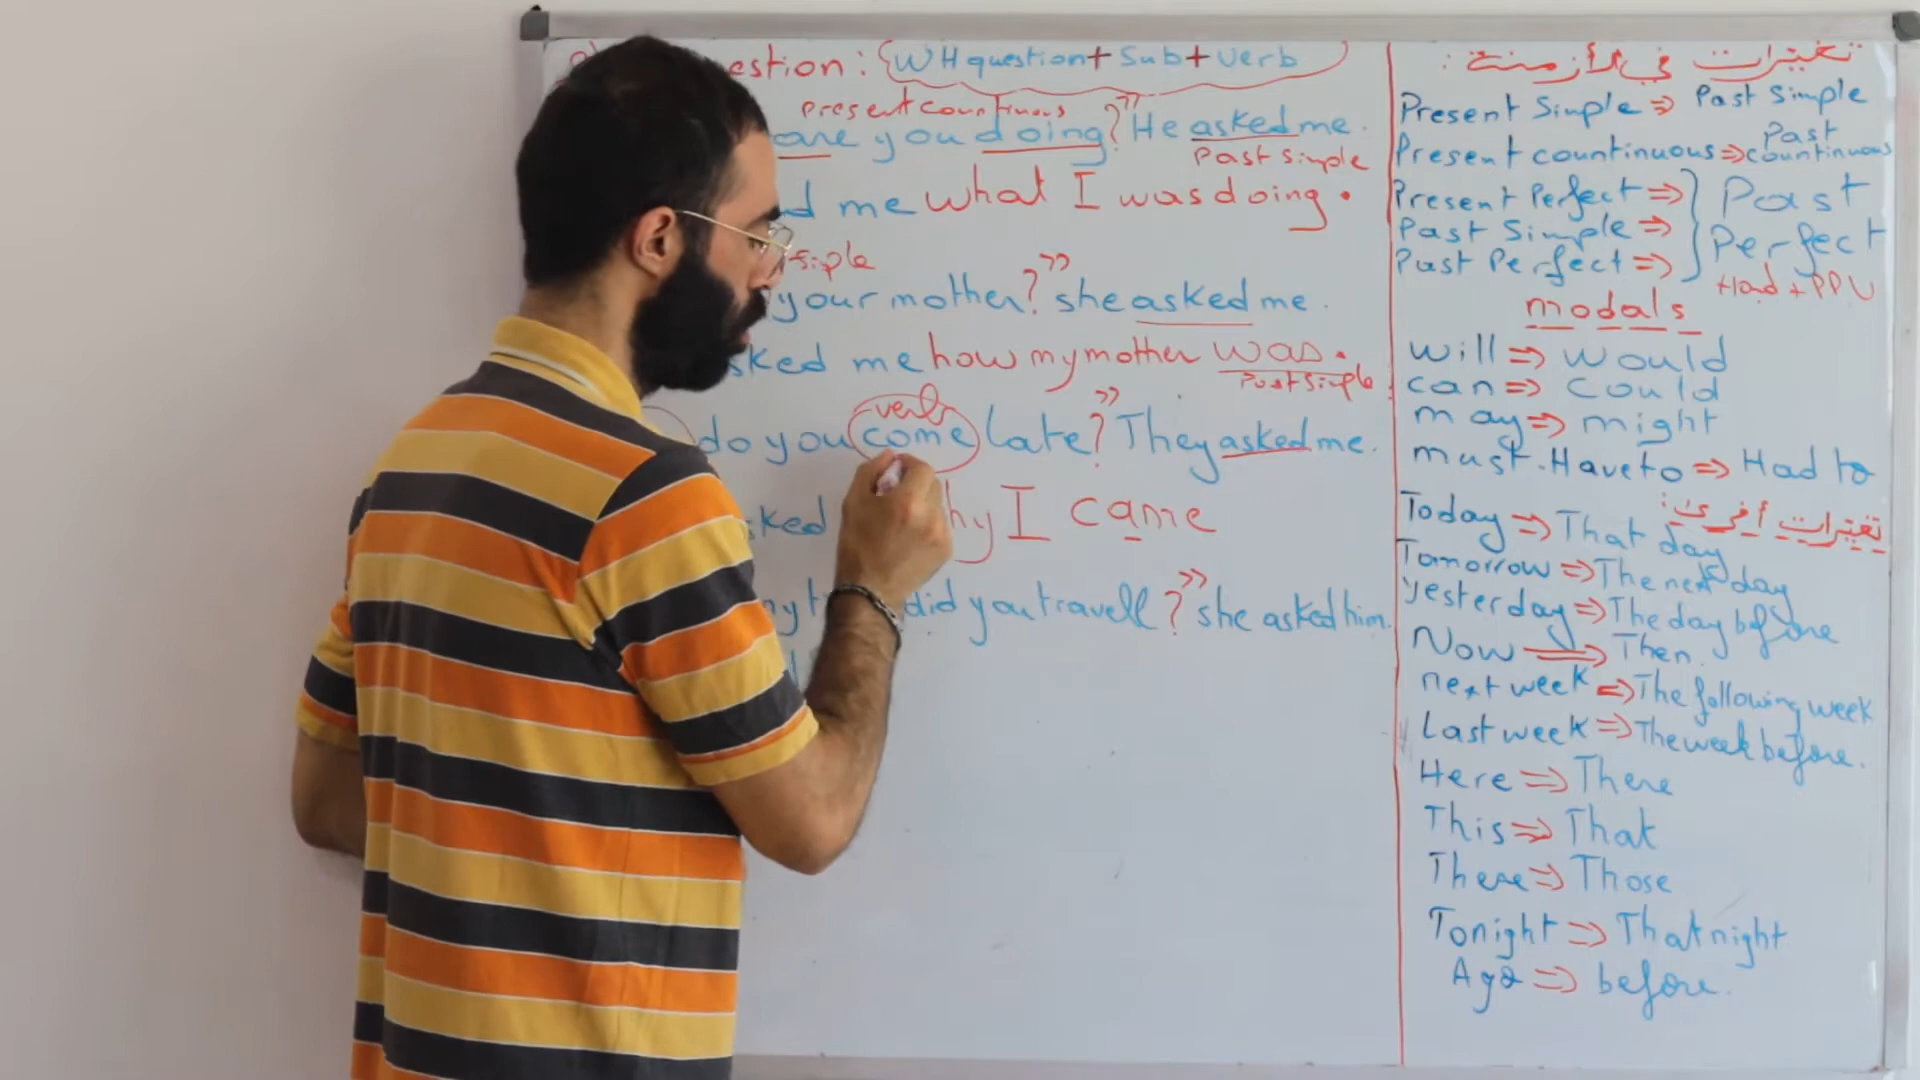 estion: WH question + Sub + Verb
present countinuous
are you doing?" He asked me.
Past Simple
d me what I was doing.
simple
your mother?" she asked me.
sked me how my mother was.
Past Simple
verb
do you come late?" They asked me.
sked hy I came
did you travell?" she asked him.
تغيرات في الأزمنة:
Present Simple => Past Simple
Present countinuous => Past countinuous
Present Perfect =>
Past Simple =>
Past Perfect =>
Past Perfect
Had + PPV
modals
will => would
can => could
may => might
must. Have to => Had to
تغيرات أخرى:
Today => That day
Tomorrow => The next day
yesterday => The day before
Now => Then.
next week => The following week
Last week => The week before.
Here => There
This => That
These => Those
Tonight => That night
Ago => before.